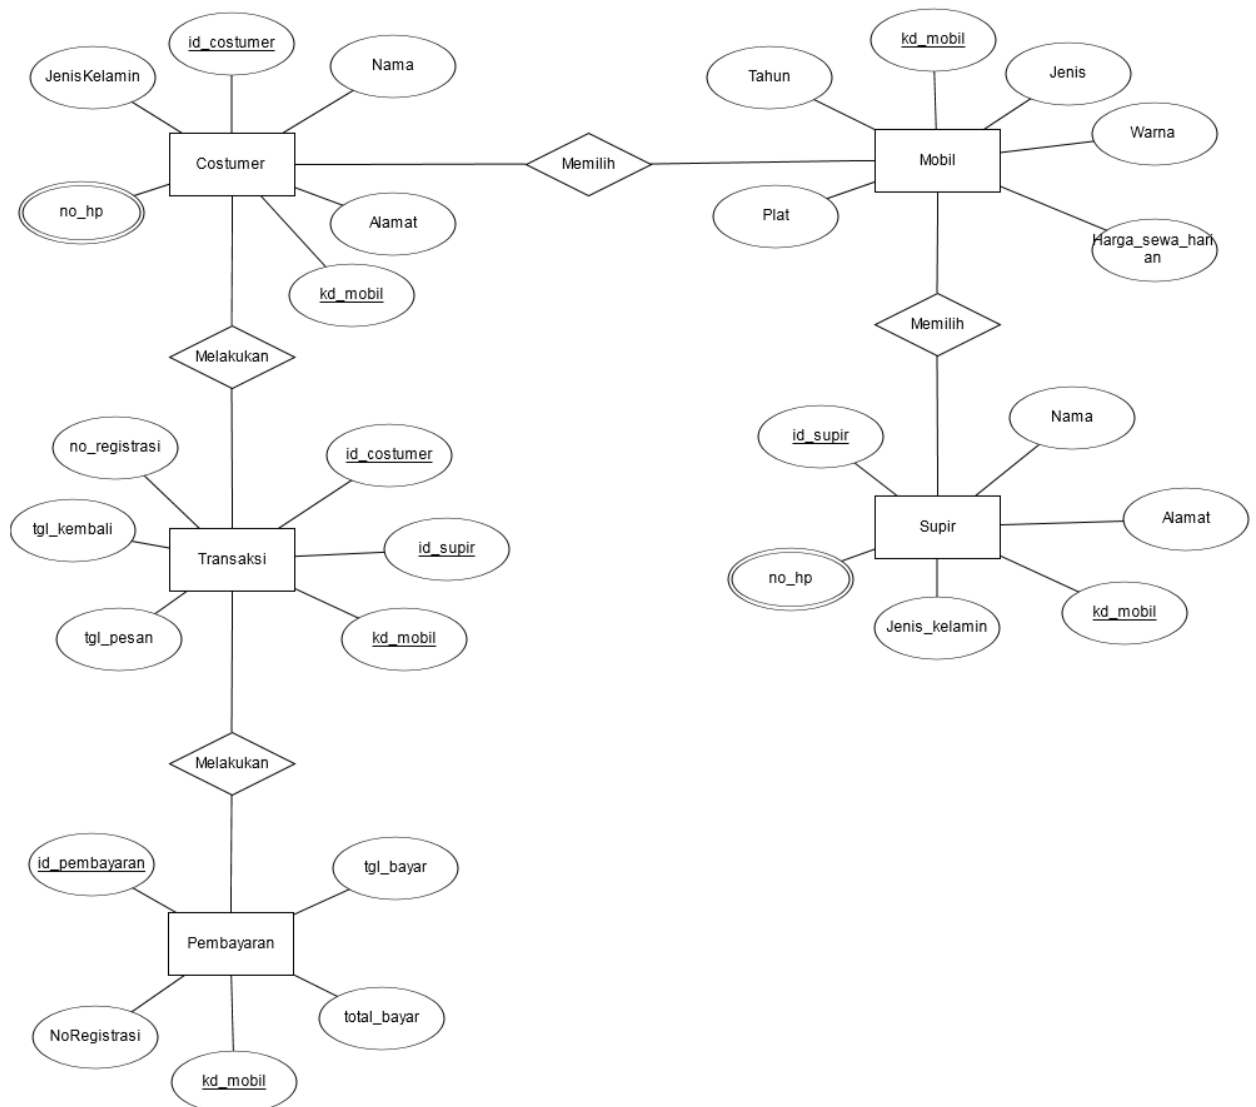 id_costumer
JenisKelamin
Nama
Costumer
no_hp
Alamat
kd_mobil
Memilih
kd_mobil
Tahun
Jenis
Warna
Mobil
Plat
Harga_sewa_hari
an
Melakukan
Memilih
no_registrasi
id_costumer
tgl_kembali
Transaksi
id_supir
tgl_pesan
kd_mobil
id_supir
Nama
Supir
Alamat
no_hp
Jenis_kelamin
kd_mobil
Melakukan
id_pembayaran
tgl_bayar
Pembayaran
NoRegistrasi
total_bayar
kd_mobil